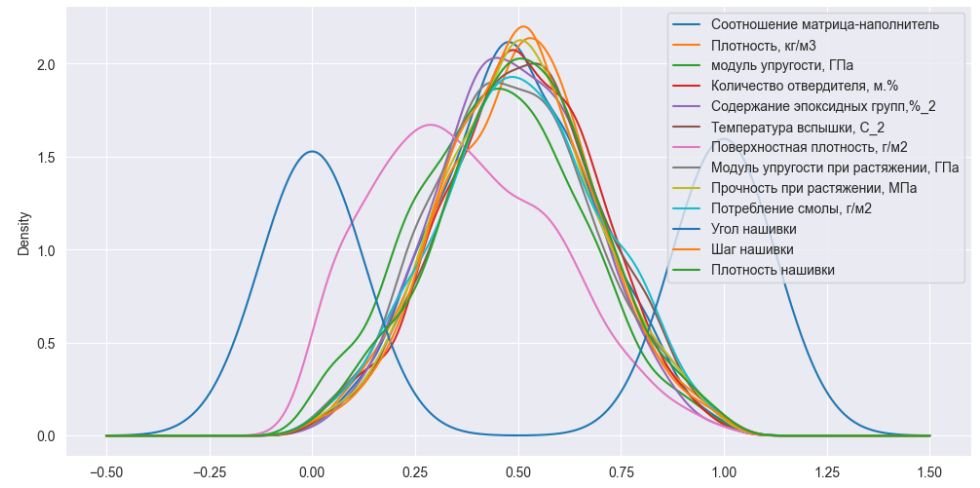 Соотношение матрица-наполнитель
Плотность, кг/м3
модуль упругости, ГПа
Количество отвердителя, м.%
Содержание эпоксидных групп,%_2
Температура вспышки, С_2
Поверхностная плотность, г/м2
Модуль упругости при растяжении, ГПа
Прочность при растяжении, МПа
Потребление смолы, г/м2
Угол нашивки
Шаг нашивки
Плотность нашивки
Density
2.0
1.5
1.0
0.5
0.0
−0.50 −0.25 0.00 0.25 0.50 0.75 1.00 1.25 1.50